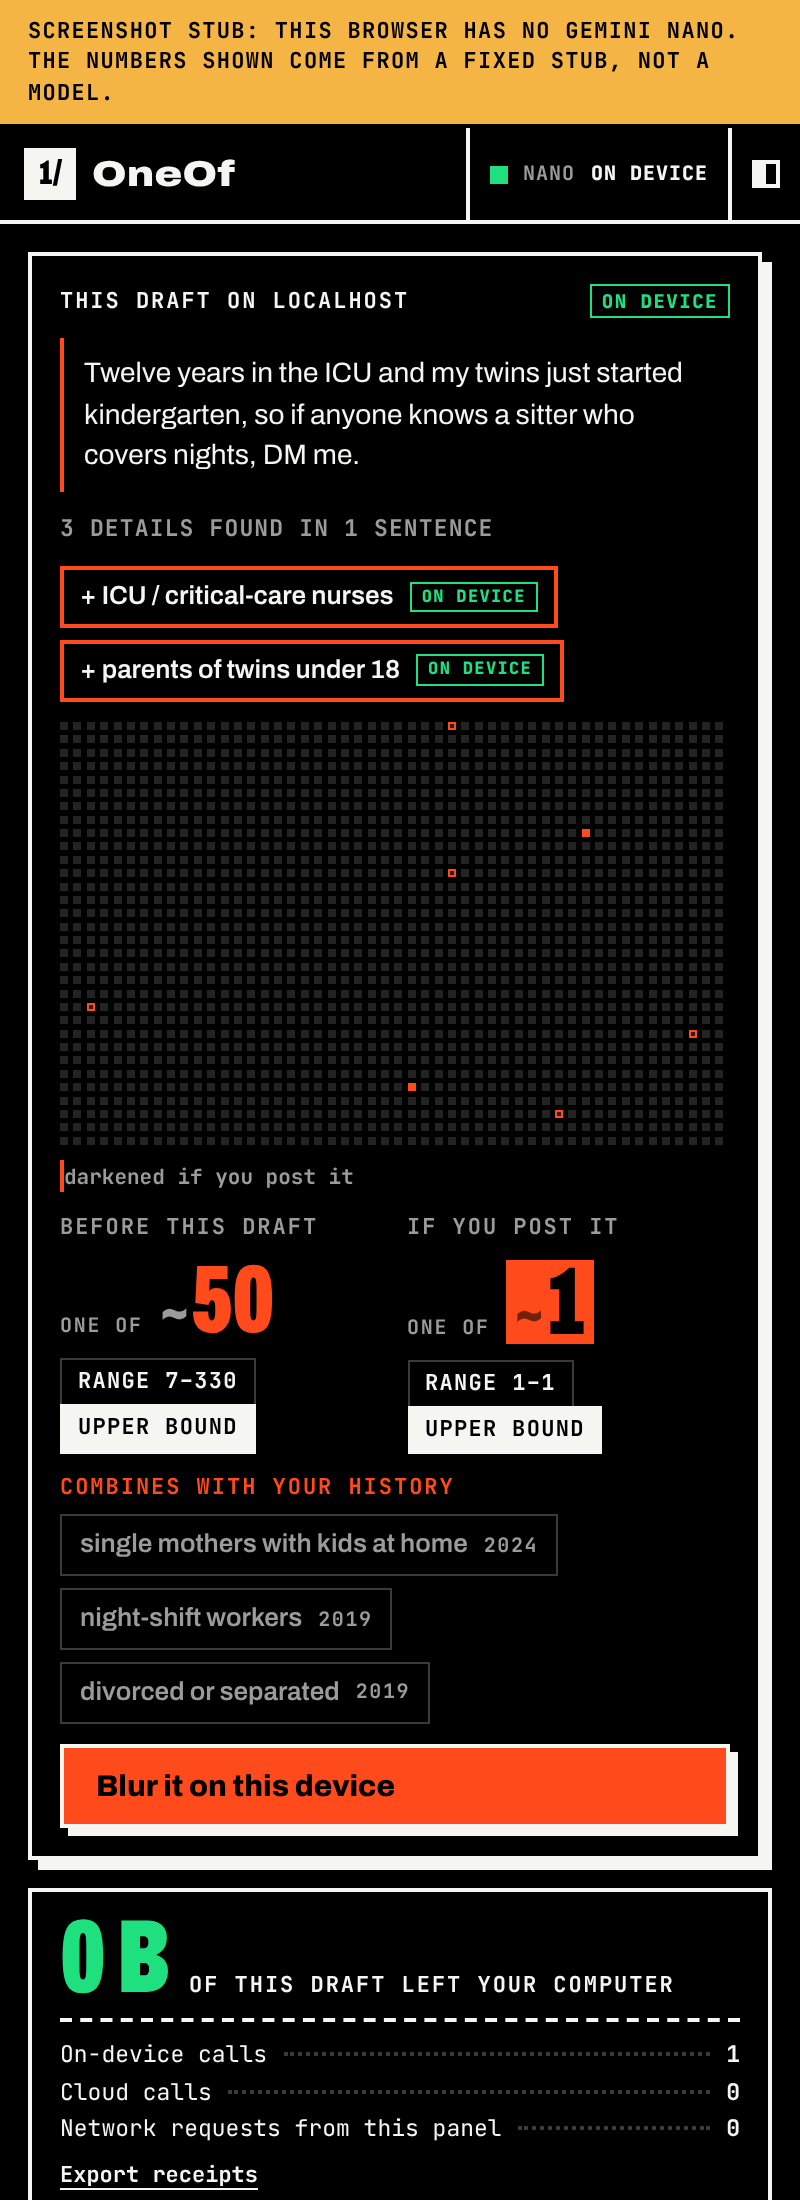 SCREENSHOT STUB: THIS BROWSER HAS NO GEMINI NANO.
THE NUMBERS SHOWN COME FROM A FIXED STUB, NOT A
MODEL.
1/ OneOf
NANO ON DEVICE
THIS DRAFT ON LOCALHOST
ON DEVICE
Twelve years in the ICU and my twins just started
kindergarten, so if anyone knows a sitter who
covers nights, DM me.
3 DETAILS FOUND IN 1 SENTENCE
+ ICU / critical-care nurses ON DEVICE
+ parents of twins under 18 ON DEVICE
darkened if you post it
BEFORE THIS DRAFT
ONE OF ~50
RANGE 7–330
UPPER BOUND
IF YOU POST IT
ONE OF ~1
RANGE 1–1
UPPER BOUND
COMBINES WITH YOUR HISTORY
single mothers with kids at home 2024
night-shift workers 2019
divorced or separated 2019
Blur it on this device
0 B OF THIS DRAFT LEFT YOUR COMPUTER
On-device calls 1
Cloud calls 0
Network requests from this panel 0
Export receipts